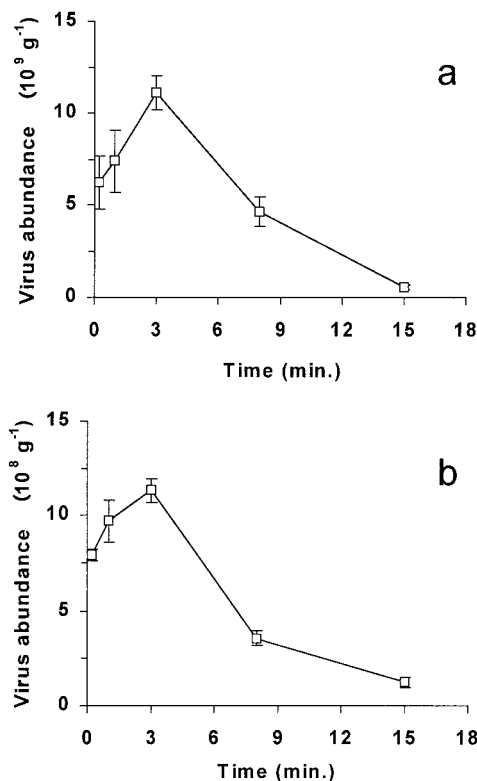 15
10
5
0
Virus abundance (10⁹ g⁻¹)
a
0 3 6 9 12 15 18
Time (min.)
15
10
5
0
Virus abundance (10⁸ g⁻¹)
b
0 3 6 9 12 15 18
Time (min.)